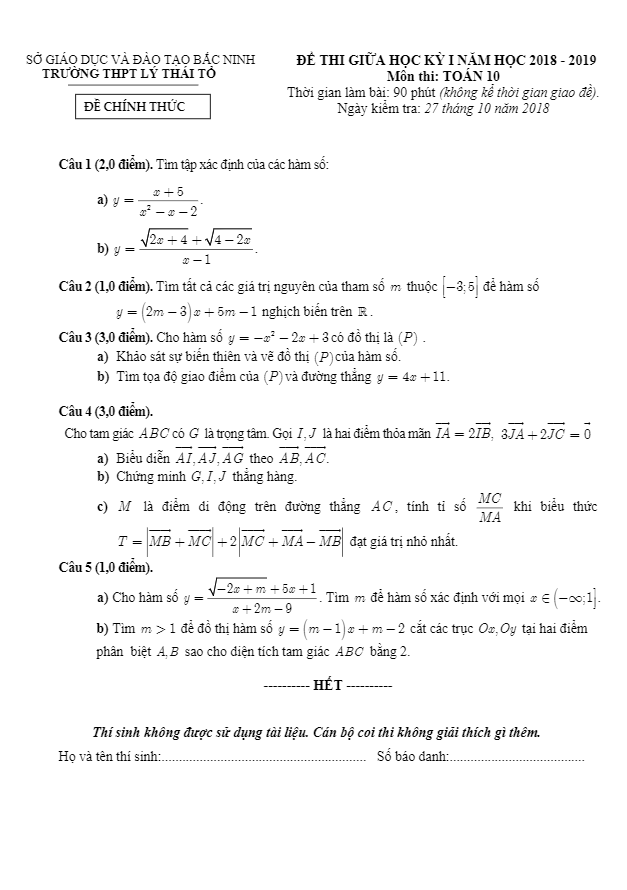 SỞ GIÁO DỤC VÀ ĐÀO TẠO BẮC NINH
TRƯỜNG THPT LÝ THÁI TỔ
ĐỀ CHÍNH THỨC
ĐỀ THI GIỮA HỌC KỲ I NĂM HỌC 2018 - 2019
Môn thi: TOÁN 10
Thời gian làm bài: 90 phút (không kể thời gian giao đề).
Ngày kiểm tra: 27 tháng 10 năm 2018
Câu 1 (2,0 điểm). Tìm tập xác định của các hàm số:
a) $y = \frac{x+5}{x^2-x-2}$.
b) $y = \frac{\sqrt{2x+4}+\sqrt{4-2x}}{x-1}$.
Câu 2 (1,0 điểm). Tìm tất cả các giá trị nguyên của tham số $m$ thuộc $[-3;5]$ để hàm số
$y = (2m-3)x+5m-1$ nghịch biến trên ℝ.
Câu 3 (3,0 điểm). Cho hàm số $y = -x^2-2x+3$ có đồ thị là $(P)$ .
a) Khảo sát sự biến thiên và vẽ đồ thị $(P)$ của hàm số.
b) Tìm tọa độ giao điểm của $(P)$ và đường thẳng $y = 4x+11$.
Câu 4 (3,0 điểm).
Cho tam giác $ABC$ có $G$ là trọng tâm. Gọi $I,J$ là hai điểm thỏa mãn $\overrightarrow{IA}=2\overrightarrow{IB}$, $3\overrightarrow{JA}+2\overrightarrow{JC}=\vec{0}$
a) Biểu diễn $\overrightarrow{AI},\overrightarrow{AJ},\overrightarrow{AG}$ theo $\overrightarrow{AB},\overrightarrow{AC}$.
b) Chứng minh $G,I,J$ thẳng hàng.
c) $M$ là điểm di động trên đường thẳng $AC$, tính tỉ số $\frac{MC}{MA}$ khi biểu thức
$T = |\overrightarrow{MB}+\overrightarrow{MC}|+2|\overrightarrow{MC}+\overrightarrow{MA}-\overrightarrow{MB}|$ đạt giá trị nhỏ nhất.
Câu 5 (1,0 điểm).
a) Cho hàm số $y = \frac{\sqrt{-2x+m}+5x+1}{x+2m-9}$. Tìm $m$ để hàm số xác định với mọi $x \in (-\infty;1]$.
b) Tìm $m>1$ để đồ thị hàm số $y = (m-1)x+m-2$ cắt các trục $Ox,Oy$ tại hai điểm
phân biệt $A,B$ sao cho diện tích tam giác $ABC$ bằng 2.
---------- HẾT ----------
Thí sinh không được sử dụng tài liệu. Cán bộ coi thi không giải thích gì thêm.
Họ và tên thí sinh:.......................................................... Số báo danh:.......................................